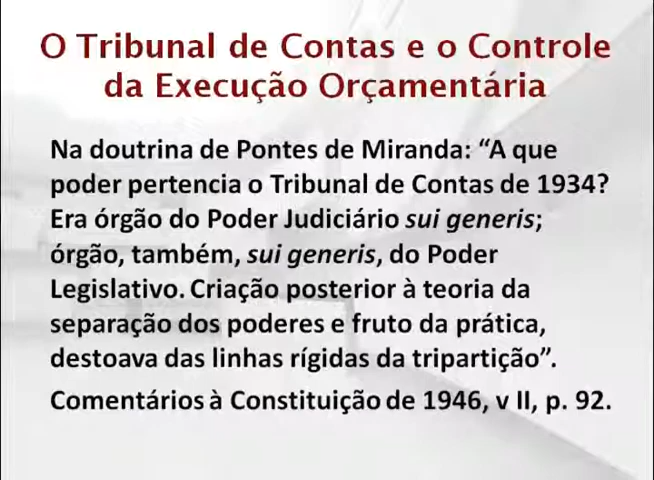 O Tribunal de Contas e o Controle
da Execução Orçamentária
Na doutrina de Pontes de Miranda: “A que
poder pertencia o Tribunal de Contas de 1934?
Era órgão do Poder Judiciário sui generis;
órgão, também, sui generis, do Poder
Legislativo. Criação posterior à teoria da
separação dos poderes e fruto da prática,
destoava das linhas rígidas da tripartição”.
Comentários à Constituição de 1946, v II, p. 92.